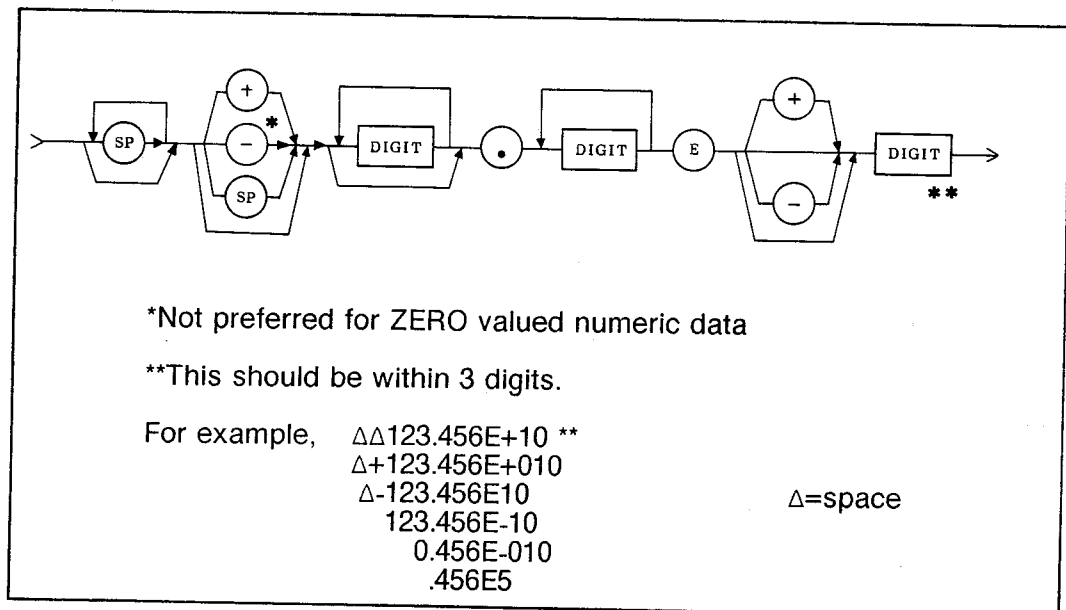 SP + - * SP DIGIT . DIGIT E + - DIGIT **
*Not preferred for ZERO valued numeric data
**This should be within 3 digits.
For example, ΔΔ123.456E+10 **
Δ+123.456E+010
Δ-123.456E10 Δ=space
123.456E-10
0.456E-010
.456E5